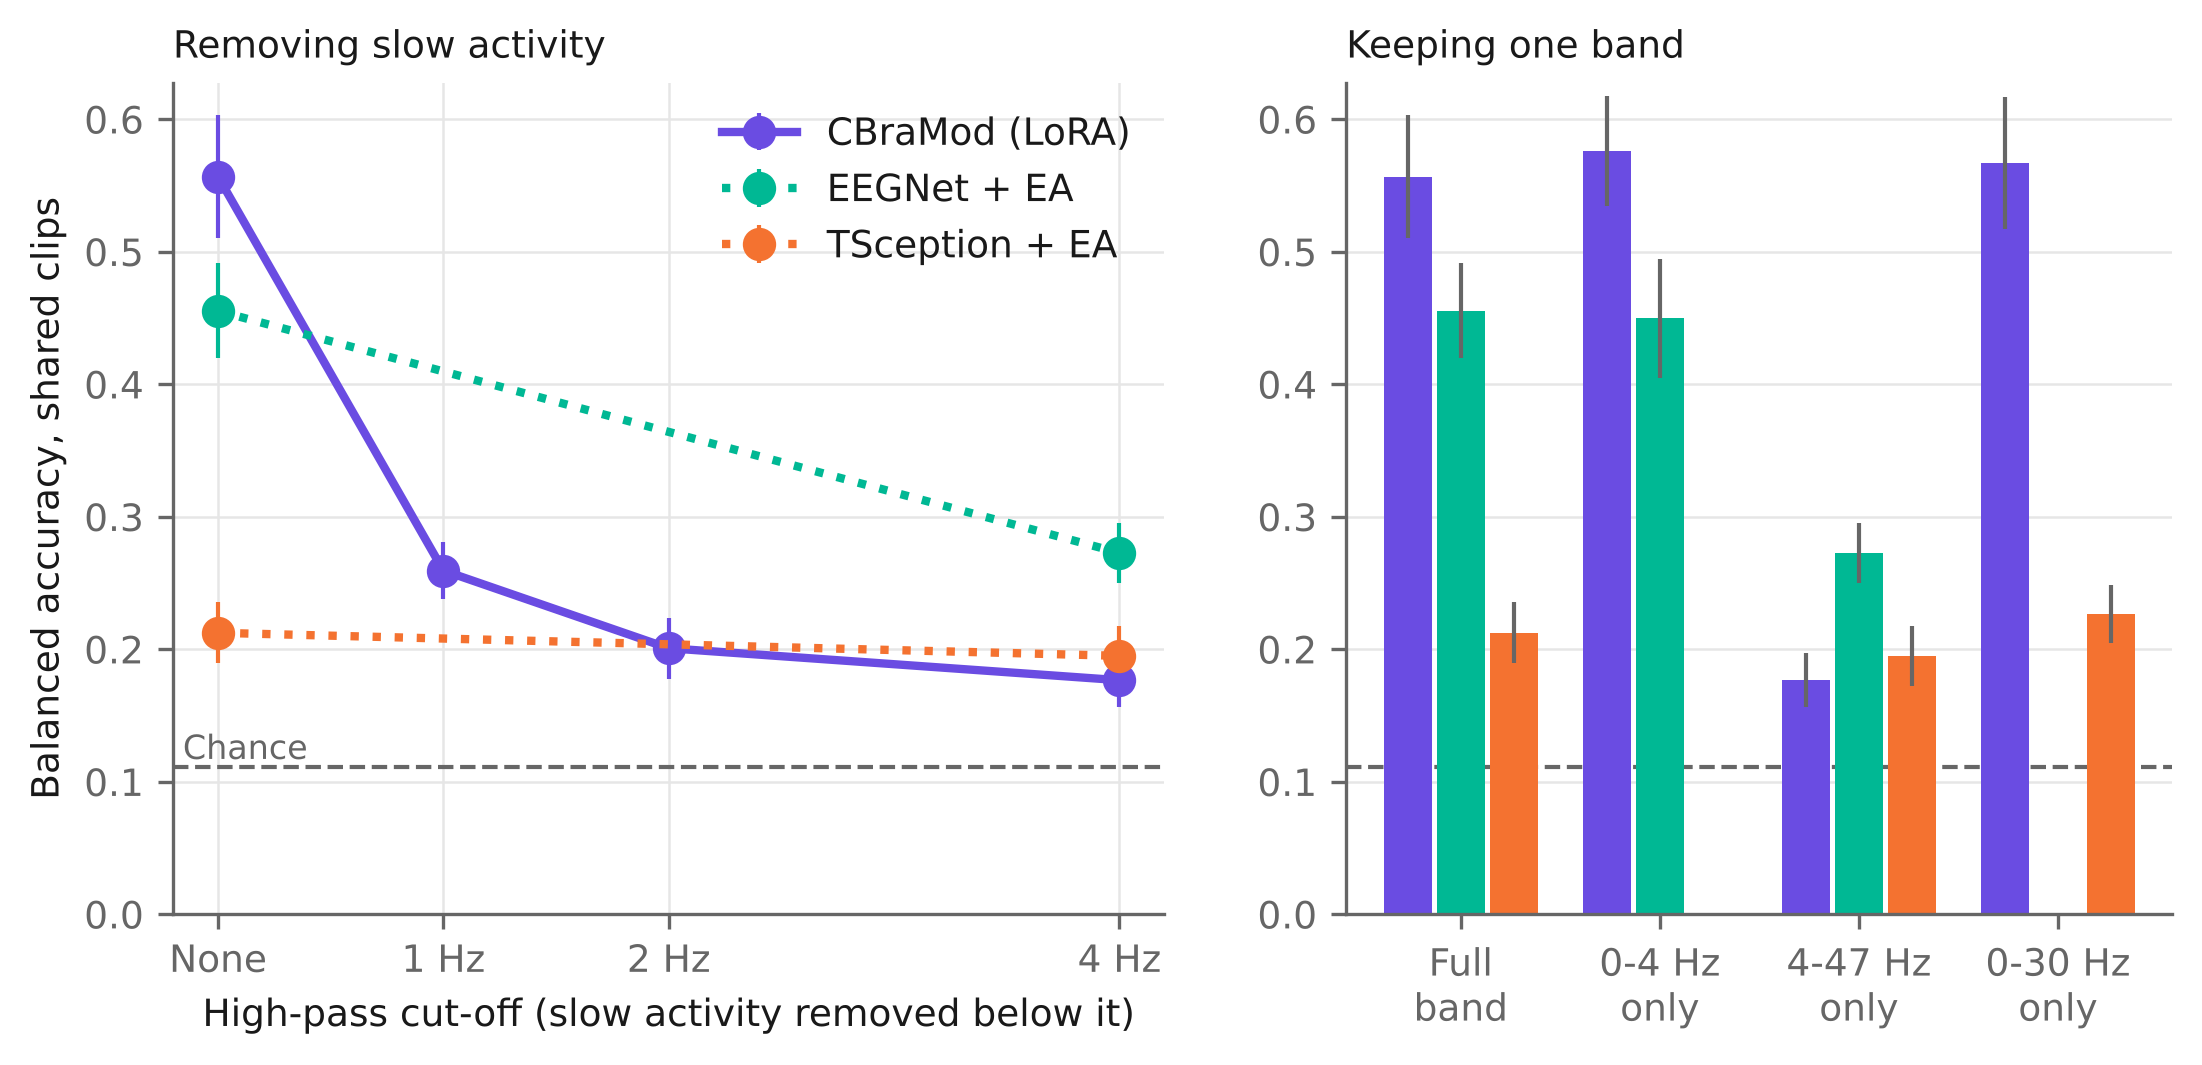 Removing slow activity
Balanced accuracy, shared clips
0.6
0.5
0.4
0.3
0.2
0.1
0.0
CBraMod (LoRA)
EEGNet + EA
TSception + EA
Chance
None 1 Hz 2 Hz 4 Hz
High-pass cut-off (slow activity removed below it)
Keeping one band
0.6
0.5
0.4
0.3
0.2
0.1
0.0
Full 0-4 Hz 4-47 Hz 0-30 Hz
band only only only